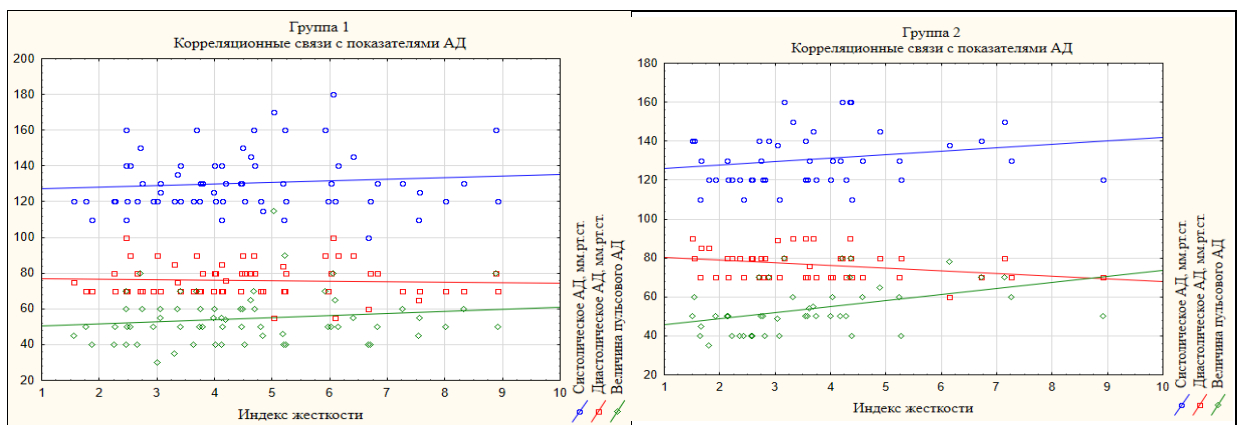 Группа 1
Корреляционные связи с показателями АД
200
180
160
140
120
100
80
60
40
20
1 2 3 4 5 6 7 8 9 10
Индекс жесткости
Систолическое АД, мм.рт.ст.
Диастолическое АД, мм.рт.ст.
Величина пульсового АД
Группа 2
Корреляционные связи с показателями АД
180
160
140
120
100
80
60
40
20
1 2 3 4 5 6 7 8 9 10
Индекс жесткости
Систолическое АД, мм.рт.ст.
Диастолическое АД, мм.рт.ст.
Величина пульсового АД